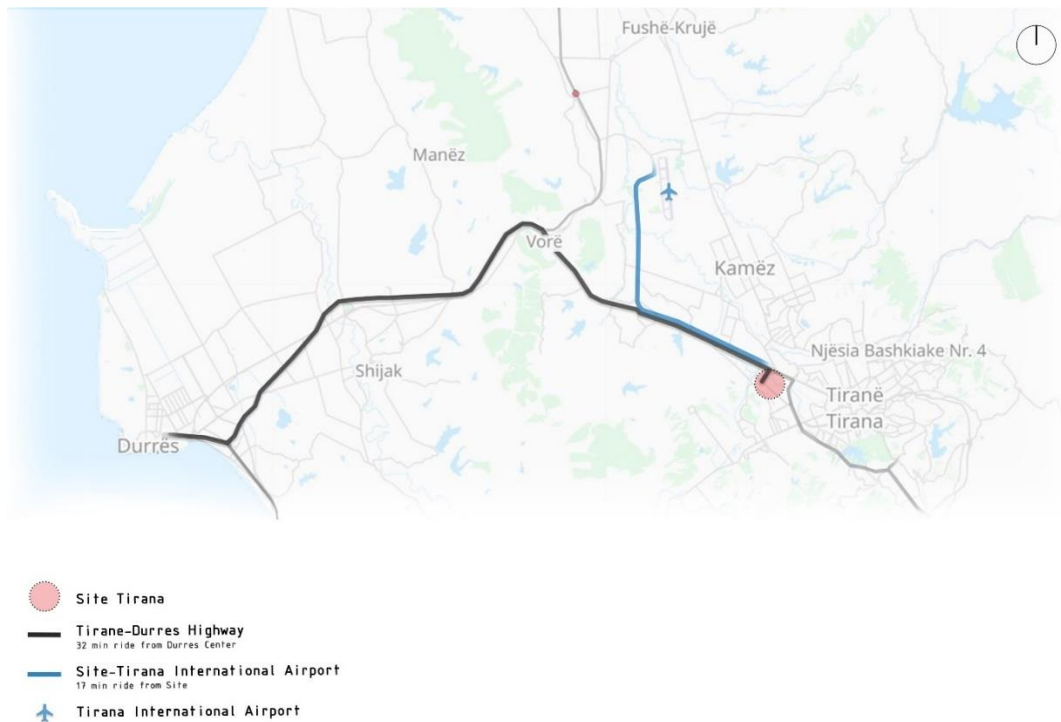 Fushë-Krujë
Manëz
Vorë
Kamëz
Njësia Bashkiake Nr. 4
Shijak
Tiranë
Tirana
Durrës
Site Tirana
Tirane-Durres Highway
32 min ride from Durres Center
Site-Tirana International Airport
17 min ride from Site
Tirana International Airport